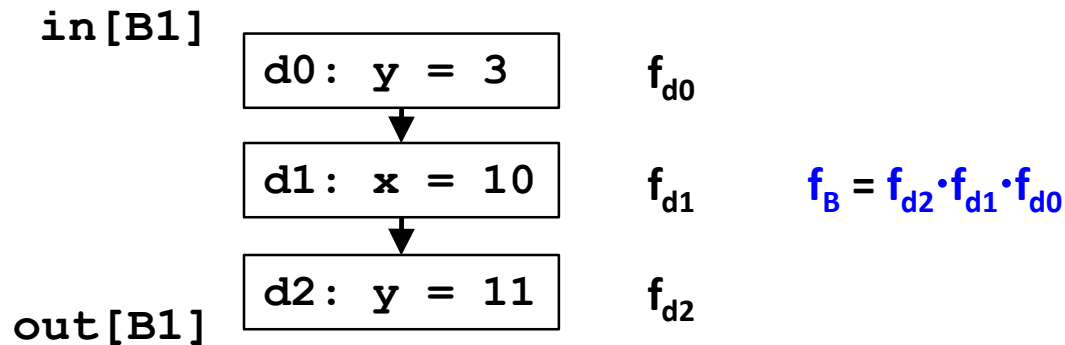 in[B1]
d0: y = 3 f_d0
d1: x = 10 f_d1 f_B = f_d2·f_d1·f_d0
d2: y = 11 f_d2
out[B1]